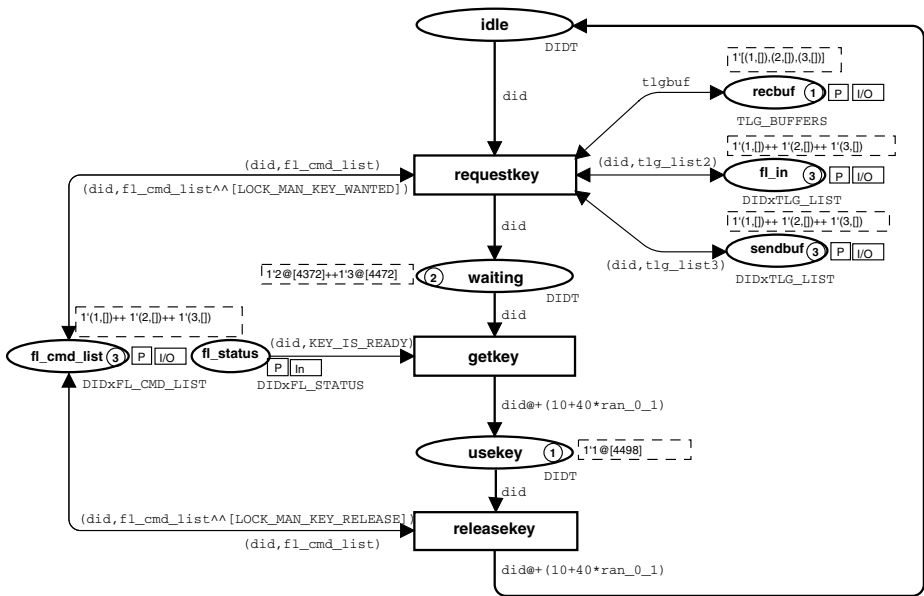 idle
DIDT
did
1'[(1,[]),(2,[]),(3,[])]
tlgbuf
recbuf 1 P I/O
TLG_BUFFERS
1'(1,[])++ 1'(2,[])++ 1'(3,[])
(did,fl_cmd_list)
requestkey
(did,tlg_list2)
fl_in 3 P I/O
(did,fl_cmd_list^^[LOCK_MAN_KEY_WANTED])
DIDxTLG_LIST
1'(1,[])++ 1'(2,[])++ 1'(3,[])
did
sendbuf 3 P I/O
(did,tlg_list3)
DIDxTLG_LIST
1'2@[4372]++1'3@[4472]
2 waiting
DIDT
did
1'(1,[])++ 1'(2,[])++ 1'(3,[])
(did,KEY_IS_READY)
fl_cmd_list 3 P I/O
fl_status
P In
getkey
DIDxFL_CMD_LIST
DIDxFL_STATUS
did@+(10+40*ran_0_1)
usekey 1
1'1@[4498]
DIDT
did
(did,fl_cmd_list^^[LOCK_MAN_KEY_RELEASE])
releasekey
(did,fl_cmd_list)
did@+(10+40*ran_0_1)